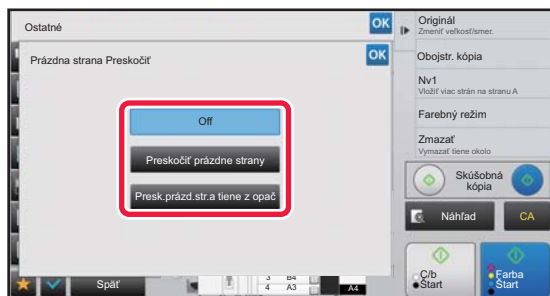 Ostatné
OK
Prázdna strana Preskočiť
OK
Off
Preskočiť prázdne strany
Presk.prázd.str.a tiene z opač
Originál
Zmeniť veľkosť/smer.
Obojstr. kópia
Nv1
Vložiť viac strán na stranu A
Farebný režim
Zmazať
Vymazať tiene okolo
Skúšobná
kópia
Náhľad
CA
C/b
Štart
Farba
Štart
Späť
3 B4
4 A3
A4